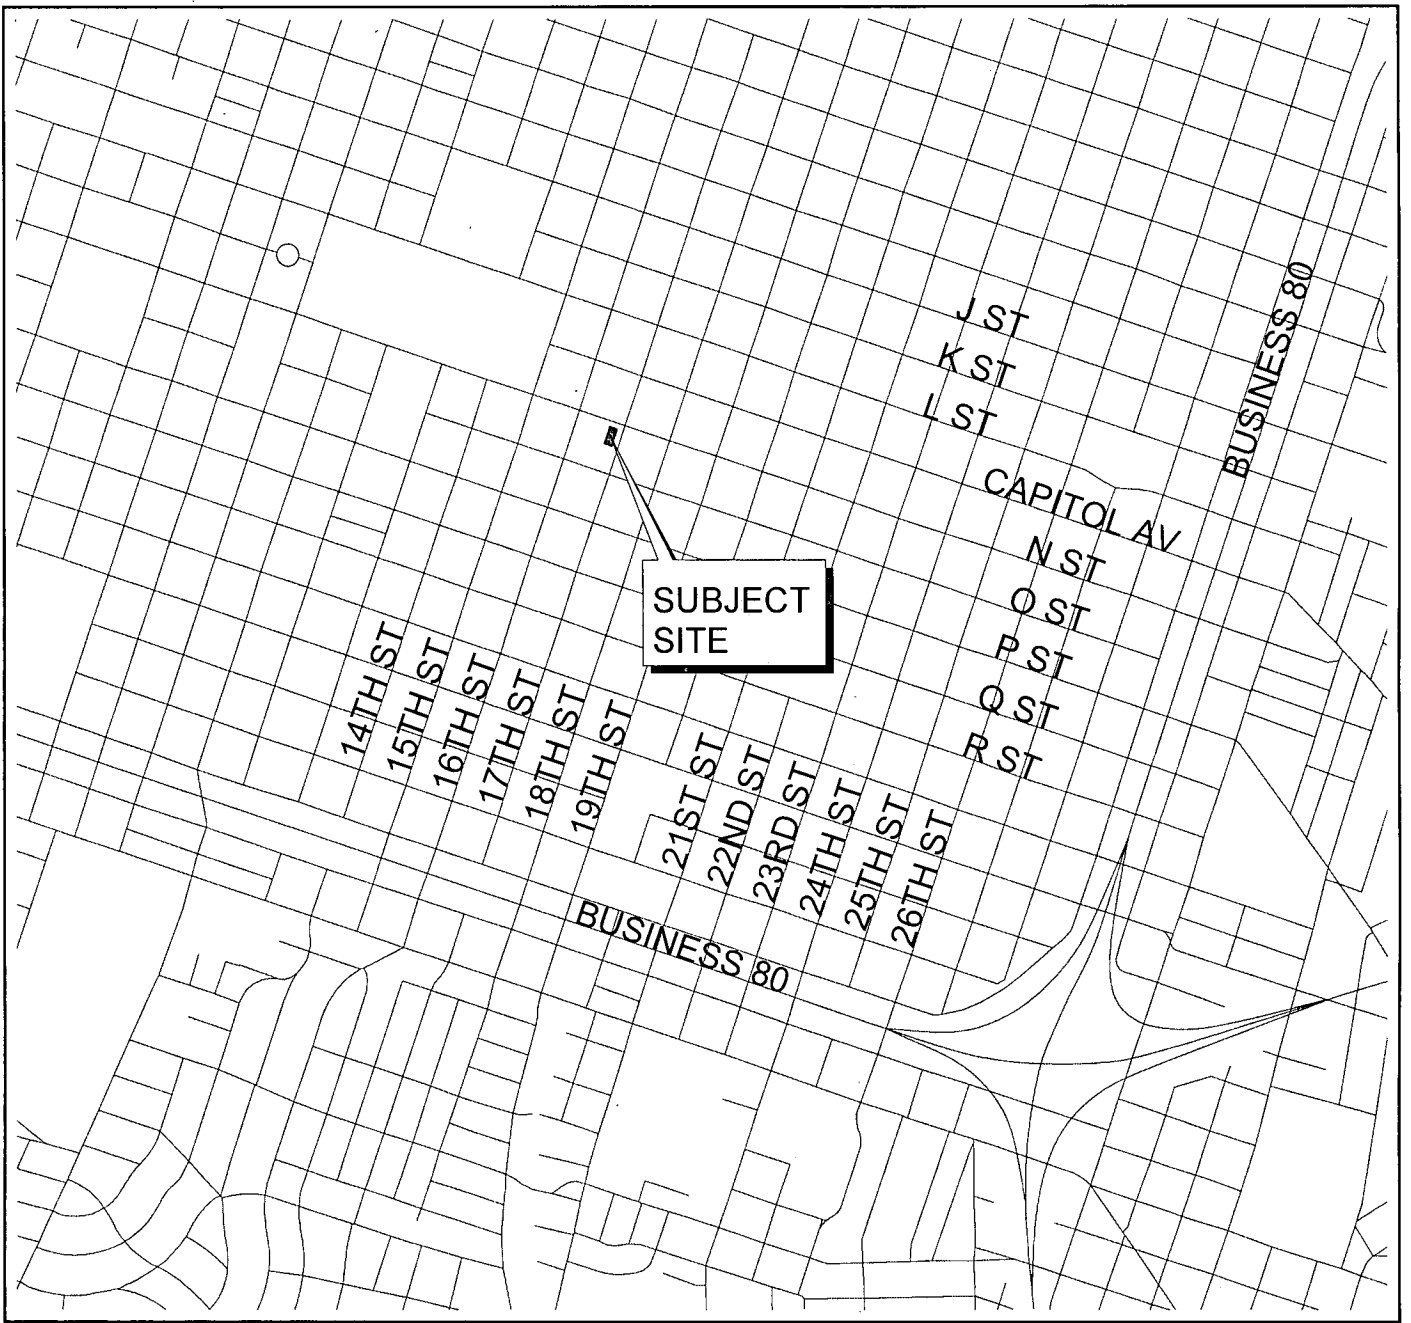 J ST
K ST
L ST
BUSINESS 80
CAPITOL AV
N ST
O ST
P ST
Q ST
R ST
SUBJECT
SITE
14TH ST
15TH ST
16TH ST
17TH ST
18TH ST
19TH ST
21ST ST
22ND ST
23RD ST
24TH ST
25TH ST
26TH ST
BUSINESS 80